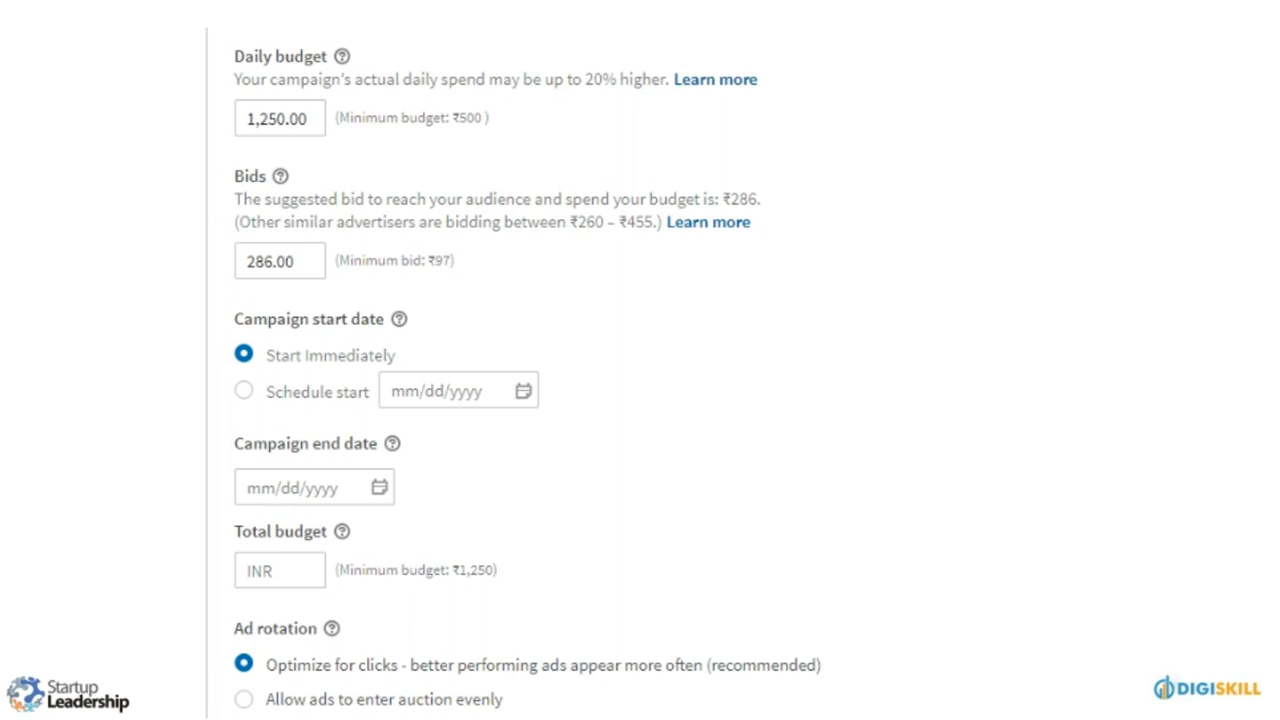 Daily budget
Your campaign's actual daily spend may be up to 20% higher. Learn more
1,250.00 (Minimum budget: ₹500 )
Bids
The suggested bid to reach your audience and spend your budget is: ₹286.
(Other similar advertisers are bidding between ₹260 – ₹455.) Learn more
286.00 (Minimum bid: ₹97)
Campaign start date
Start Immediately
Schedule start mm/dd/yyyy
Campaign end date
mm/dd/yyyy
Total budget
INR (Minimum budget: ₹1,250)
Ad rotation
Optimize for clicks - better performing ads appear more often (recommended)
Allow ads to enter auction evenly
Startup
Leadership
DIGISKILL